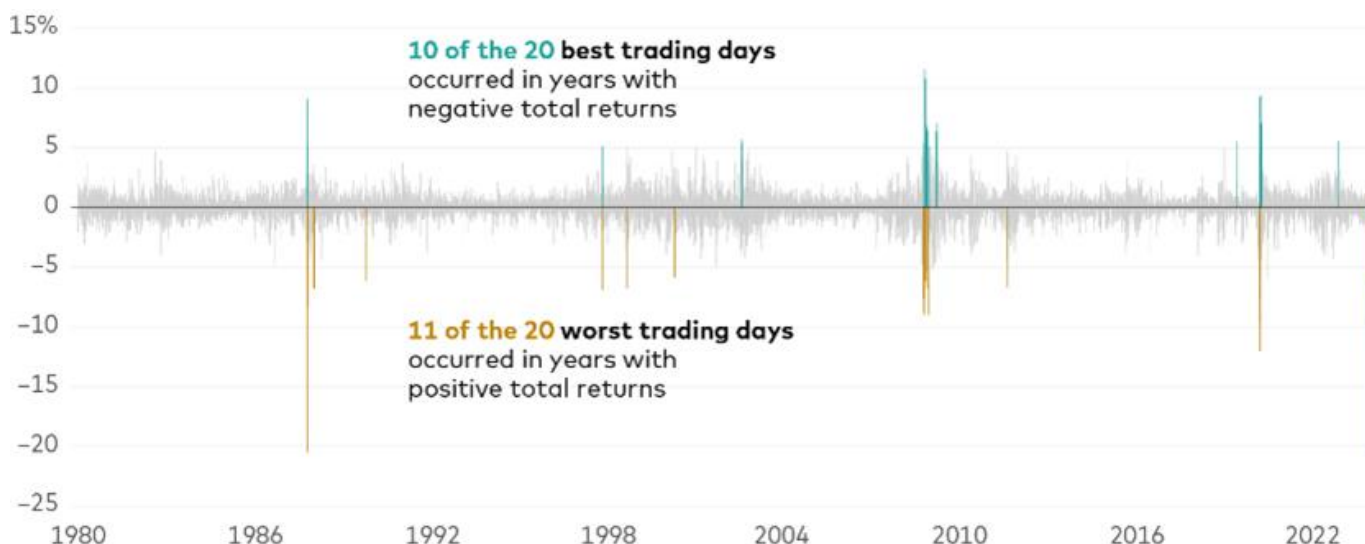 15%
10 of the 20 best trading days
occurred in years with
negative total returns
10
5
0
−5
−10
11 of the 20 worst trading days
occurred in years with
positive total returns
−15
−20
−25
1980 1986 1992 1998 2004 2010 2016 2022